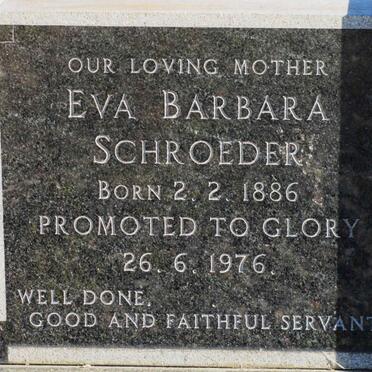 OUR LOVING MOTHER
EVA BARBARA
SCHROEDER
BORN 2. 2. 1886
PROMOTED TO GLORY
26. 6. 1976.
WELL DONE,
GOOD AND FAITHFUL SERVANT